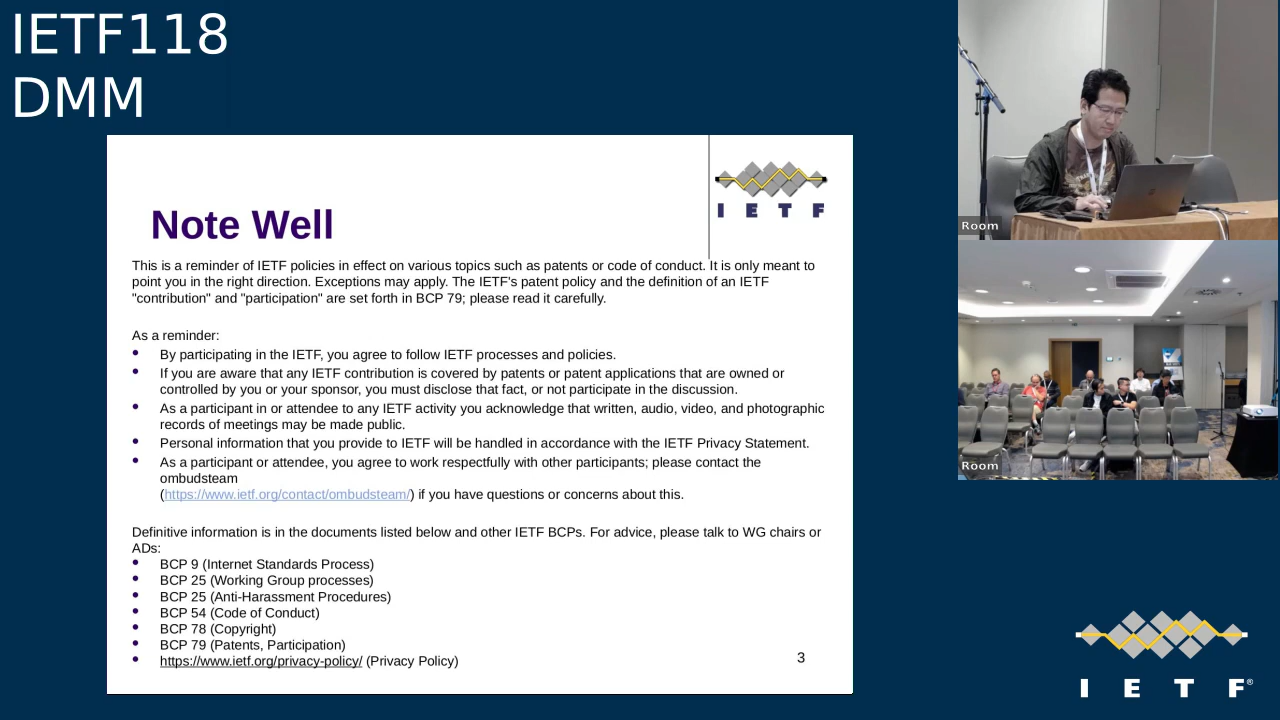 IETF118
DMM
I E T F
Note Well
This is a reminder of IETF policies in effect on various topics such as patents or code of conduct. It is only meant to
point you in the right direction. Exceptions may apply. The IETF's patent policy and the definition of an IETF
"contribution" and "participation" are set forth in BCP 79; please read it carefully.
As a reminder:
• By participating in the IETF, you agree to follow IETF processes and policies.
• If you are aware that any IETF contribution is covered by patents or patent applications that are owned or
controlled by you or your sponsor, you must disclose that fact, or not participate in the discussion.
• As a participant in or attendee to any IETF activity you acknowledge that written, audio, video, and photographic
records of meetings may be made public.
• Personal information that you provide to IETF will be handled in accordance with the IETF Privacy Statement.
• As a participant or attendee, you agree to work respectfully with other participants; please contact the
ombudsteam
(https://www.ietf.org/contact/ombudsteam/) if you have questions or concerns about this.
Definitive information is in the documents listed below and other IETF BCPs. For advice, please talk to WG chairs or
ADs:
• BCP 9 (Internet Standards Process)
• BCP 25 (Working Group processes)
• BCP 25 (Anti-Harassment Procedures)
• BCP 54 (Code of Conduct)
• BCP 78 (Copyright)
• BCP 79 (Patents, Participation)
• https://www.ietf.org/privacy-policy/ (Privacy Policy)
3
Room
Room
I E T F®